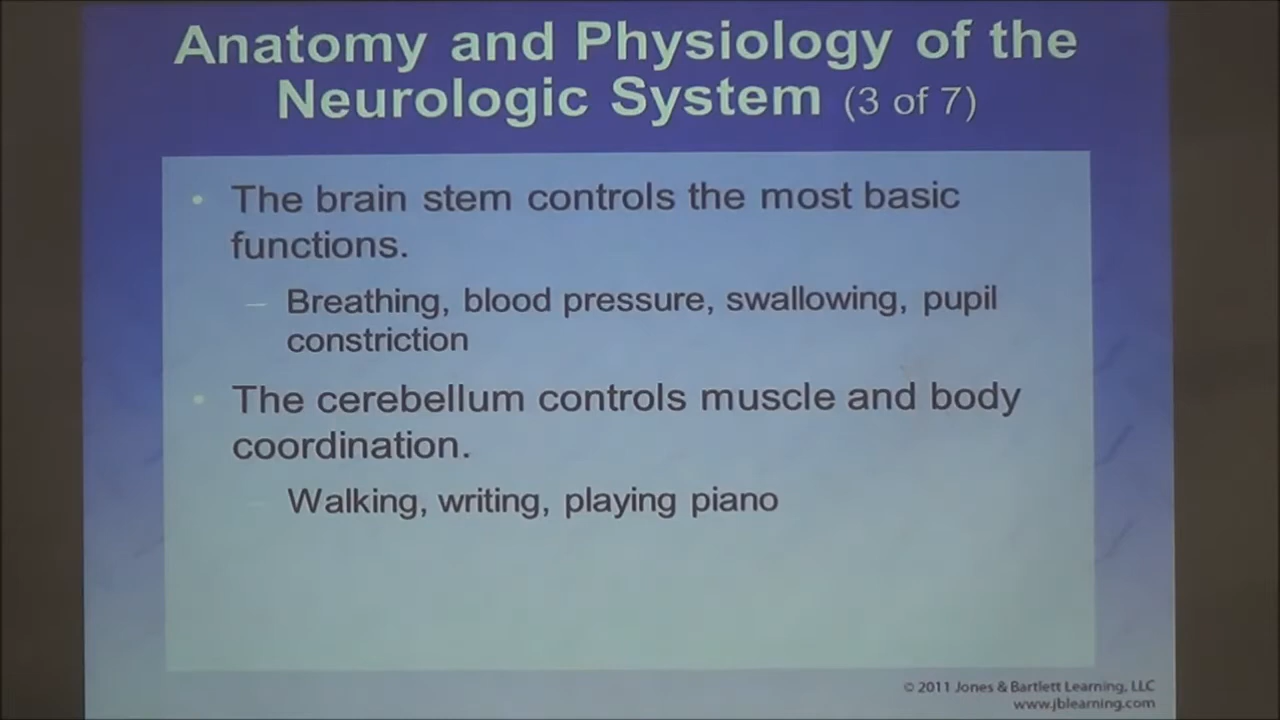 Anatomy and Physiology of the
Neurologic System (3 of 7)
• The brain stem controls the most basic
functions.
– Breathing, blood pressure, swallowing, pupil
constriction
• The cerebellum controls muscle and body
coordination.
– Walking, writing, playing piano
© 2011 Jones & Bartlett Learning, LLC
www.jblearning.com